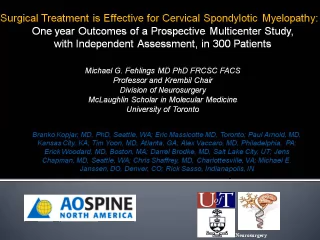 Surgical Treatment is Effective for Cervical Spondylotic Myelopathy:
One year Outcomes of a Prospective Multicenter Study,
with Independent Assessment, in 300 Patients
Michael G. Fehlings MD PhD FRCSC FACS
Professor and Krembil Chair
Division of Neurosurgery
McLaughlin Scholar in Molecular Medicine
University of Toronto
Branko Kopjar, MD, PhD, Seattle, WA; Eric Massicotte MD, Toronto, Paul Arnold, MD,
Kansas City, KA; Tim Yoon, MD, Atlanta, GA, Alex Vaccaro, MD, Philadelphia, PA;
Erick Woodard, MD, Boston, MA; Darrel Brodke, MD, Salt Lake City, UT; Jens
Chapman, MD, Seattle, WA; Chris Shaffrey, MD, Charlottesville, VA; Michael E.
Janssen, DO, Denver, CO; Rick Sasso, Indianapolis, IN
AOSPINE
NORTH AMERICA
U of T
Neurosurgery